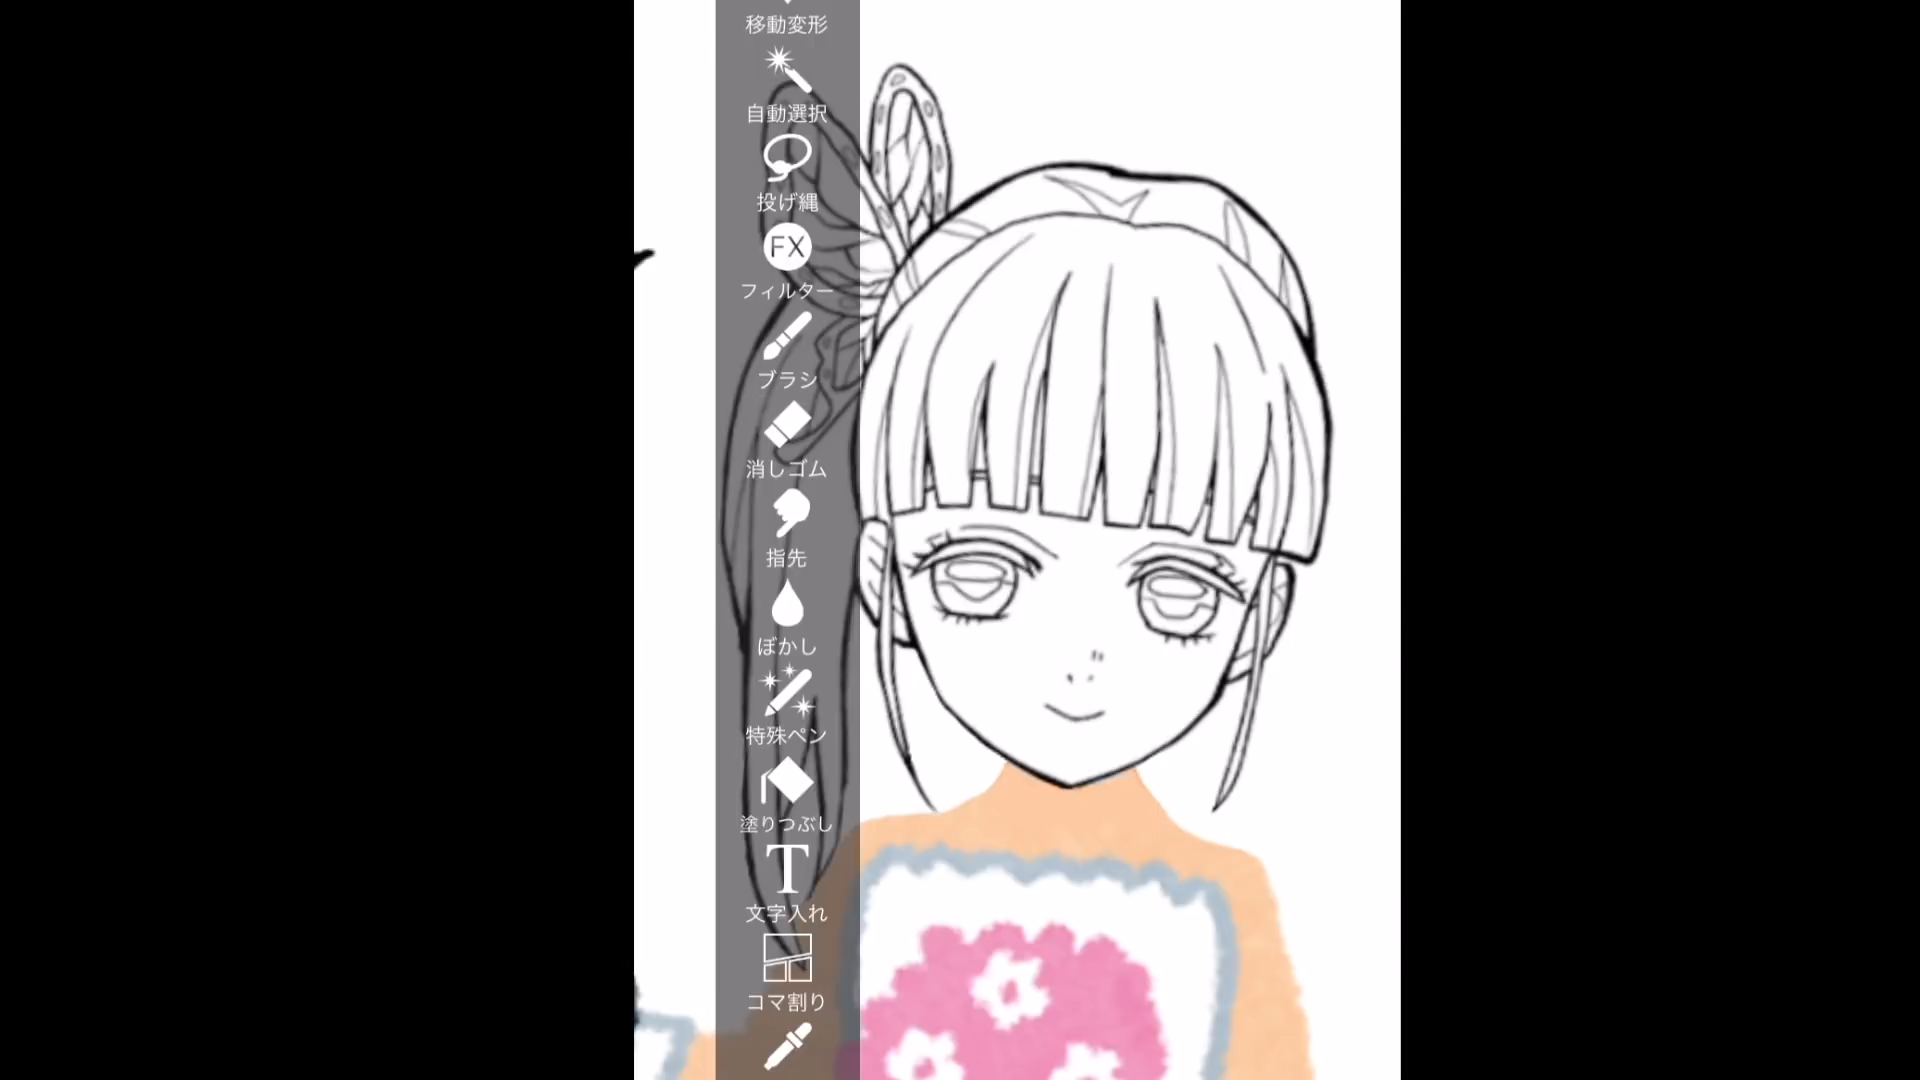 移動変形
自動選択
投げ縄
FX
フィルター
ブラシ
消しゴム
指先
ぼかし
特殊ペン
塗りつぶし
T
文字入れ
コマ割り